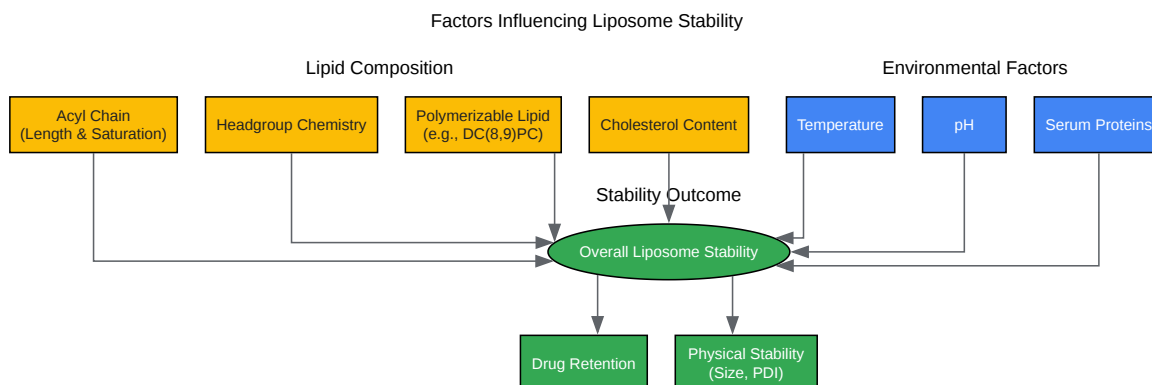 Factors Influencing Liposome Stability
Lipid Composition
Environmental Factors
Acyl Chain
(Length & Saturation)
Headgroup Chemistry
Polymerizable Lipid
(e.g., DC(8,9)PC)
Cholesterol Content
Temperature
pH
Serum Proteins
Stability Outcome
Overall Liposome Stability
Drug Retention
Physical Stability
(Size, PDI)